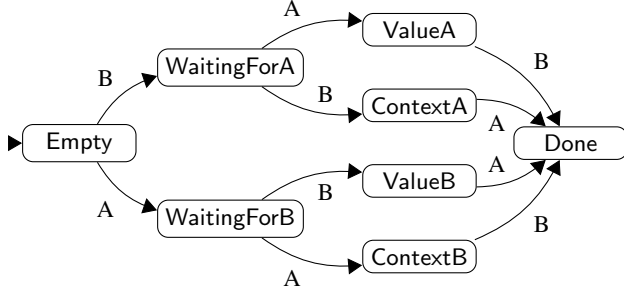 A
ValueA
B
WaitingForA
B
B
ContextA
A
Empty
Done
A
ValueB
A
B
WaitingForB
B
A
ContextB